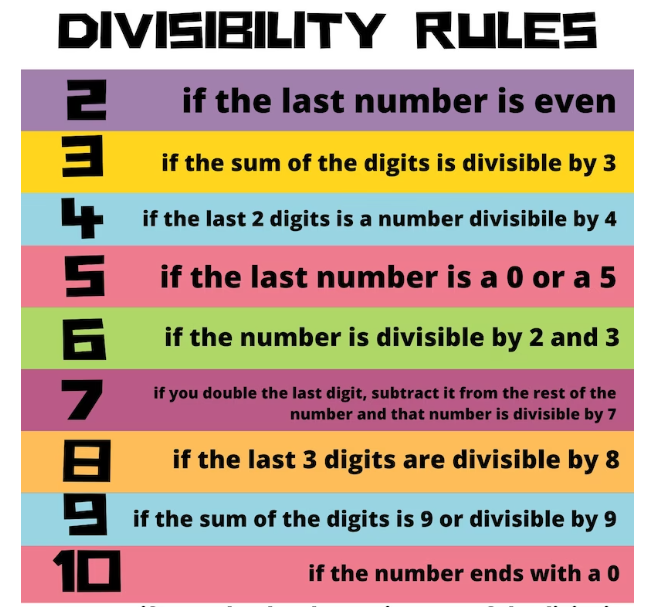 DIVISIBILITY RULES
2 if the last number is even
3 if the sum of the digits is divisible by 3
4 if the last 2 digits is a number divisibile by 4
5 if the last number is a 0 or a 5
6 if the number is divisible by 2 and 3
7 if you double the last digit, subtract it from the rest of the
number and that number is divisible by 7
8 if the last 3 digits are divisible by 8
9 if the sum of the digits is 9 or divisible by 9
10 if the number ends with a 0